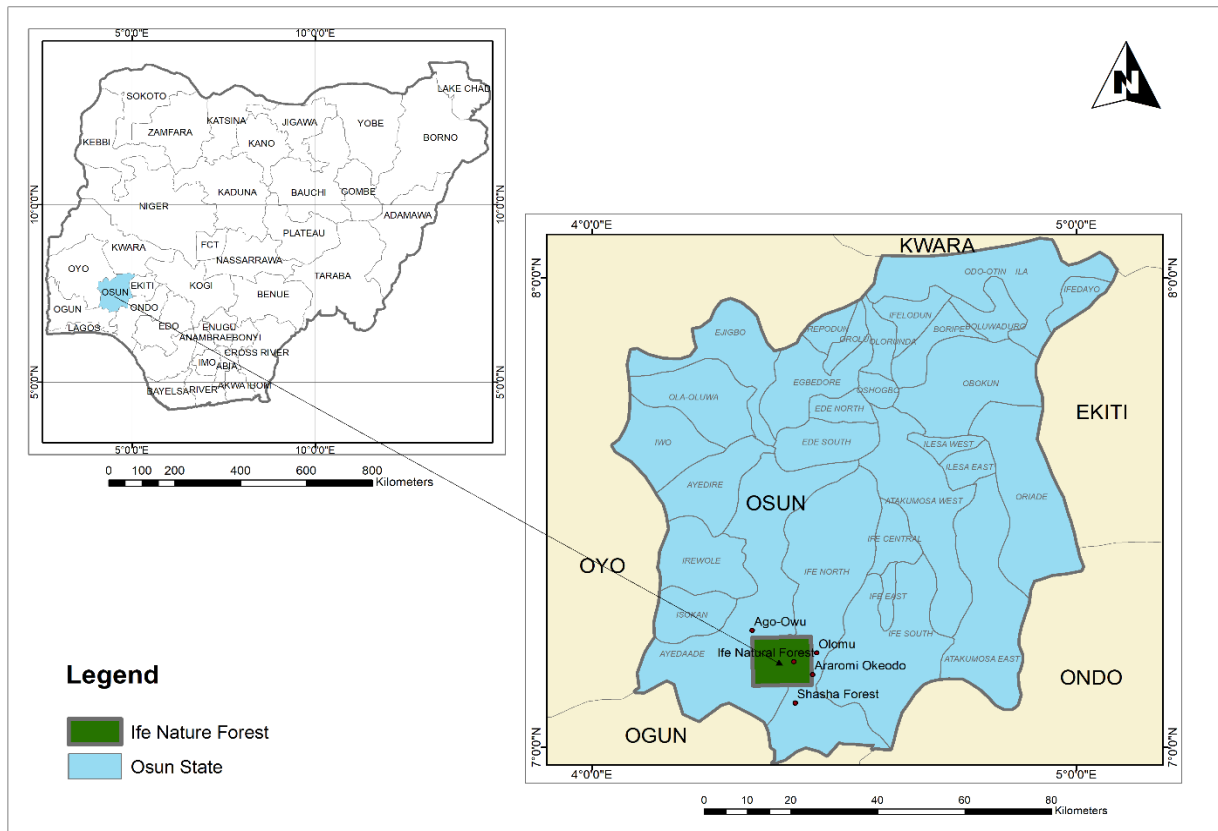 5°0'0"E 10°0'0"E
N
LAKE CHAD
SOKOTO
KATSINA JIGAWA YOBE
ZAMFARA
KEBBI KANO BORNO
KADUNA BAUCHI GOMBE
NIGER
ADAMAWA
10°0'0"N 10°0'0"N
PLATEAU
KWARA FCT
NASSARRAWA
OYO TARABA
OSUN EKITI KOGI
BENUE
OGUN ONDO
LAGOS EDO ENUGU
ANAMBRAEBONYI
CROSS RIVER
IMO ABIA
BAYELSA RIVER AKWA IBOM
5°0'0"N 5°0'0"N
5°0'0"E 10°0'0"E
0 100 200 400 600 800
Kilometers
4°0'0"E 5°0'0"E
KWARA
8°0'0"N 8°0'0"N
ODO-OTIN ILA
IFEDAYO
IFELODUN
EJIGBO REPODUN BORIPE BOLUWADURO
OROLU OLORUNDA
EGBEDORE OSHOGBO OBOKUN
OLA-OLUWA
EDE NORTH
EKITI
IWO EDE SOUTH ILESA WEST
ILESA EAST
AYEDIRE
OSUN ATAKUMOSA WEST ORIADE
IFE CENTRAL
OYO IREWOLE IFE NORTH
IFE EAST
ISOKAN
Ago-Owu
IFE SOUTH
AYEDAADE Ife Natural Forest Olomu
ATAKUMOSA EAST
Araromi Okeodo
ONDO
Shasha Forest
OGUN
7°0'0"N 7°0'0"N
4°0'0"E 5°0'0"E
0 5 10 20 40 60 80
Kilometers
Legend
Ife Nature Forest
Osun State